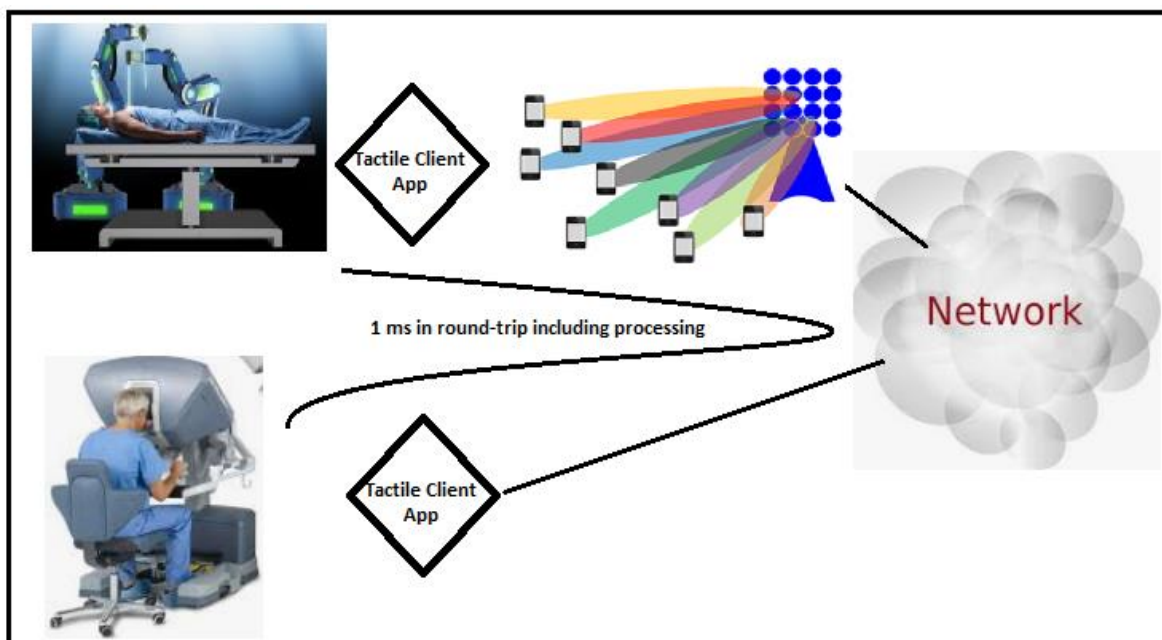 Tactile Client
App
Network
1 ms in round-trip including processing
Tactile Client
App